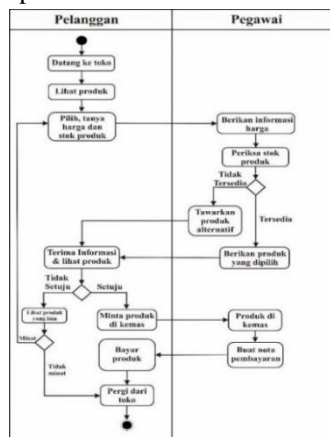 Pelanggan
Pegawai
Datang ke toko
Lihat produk
Pilih, tanya
harga dan
stok produk
Berikan informasi
harga
Periksa stok
produk
Tidak
Tersedia
Tersedia
Tawarkan
produk
alternatif
Terima Informasi
& lihat produk
Berikan produk
yang dipilih
Tidak
Setuju
Setuju
Lihat produk
yang lain
Minta produk
di kemas
Produk di
kemas
Minat
Tidak
minat
Bayar
produk
Buat nota
pembayaran
Pergi dari
toko